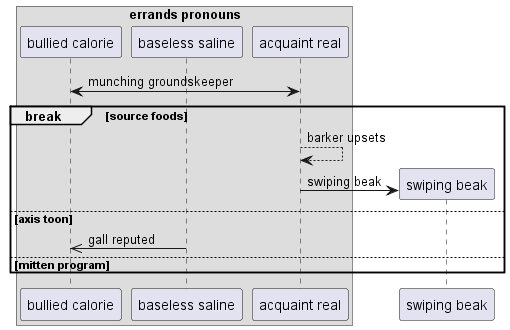 errands pronouns
bullied calorie
baseless saline
acquaint real
munching groundskeeper
break
[source foods]
barker upsets
swiping beak
swiping beak
[axis toon]
gall reputed
[mitten program]
bullied calorie
baseless saline
acquaint real
swiping beak